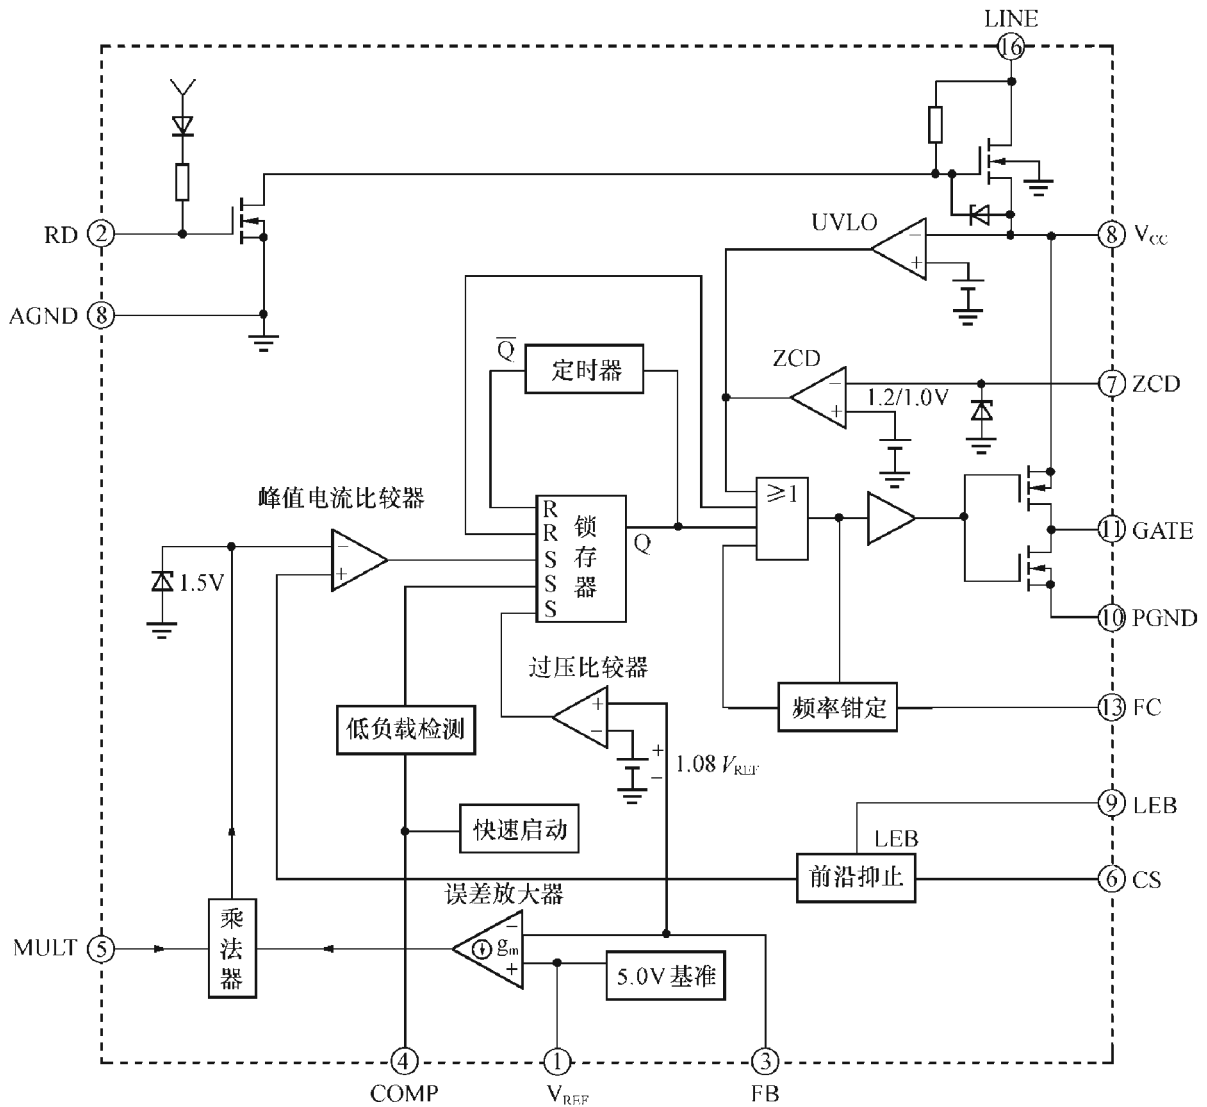 LINE
16
RD
2
UVLO
−
+
8
VCC
AGND
8
Q̅
定时器
ZCD
−
+
1.2/1.0V
7
ZCD
峰值电流比较器
−
+
1.5V
R
R
S
S
S
锁存器
Q
≥1
11
GATE
10
PGND
过压比较器
+
−
+
−
1.08 VREF
低负载检测
频率钳定
13
FC
快速启动
9
LEB
LEB
前沿抑止
6
CS
误差放大器
−
gm
+
MULT
5
乘法器
5.0V 基准
4
COMP
1
VREF
3
FB